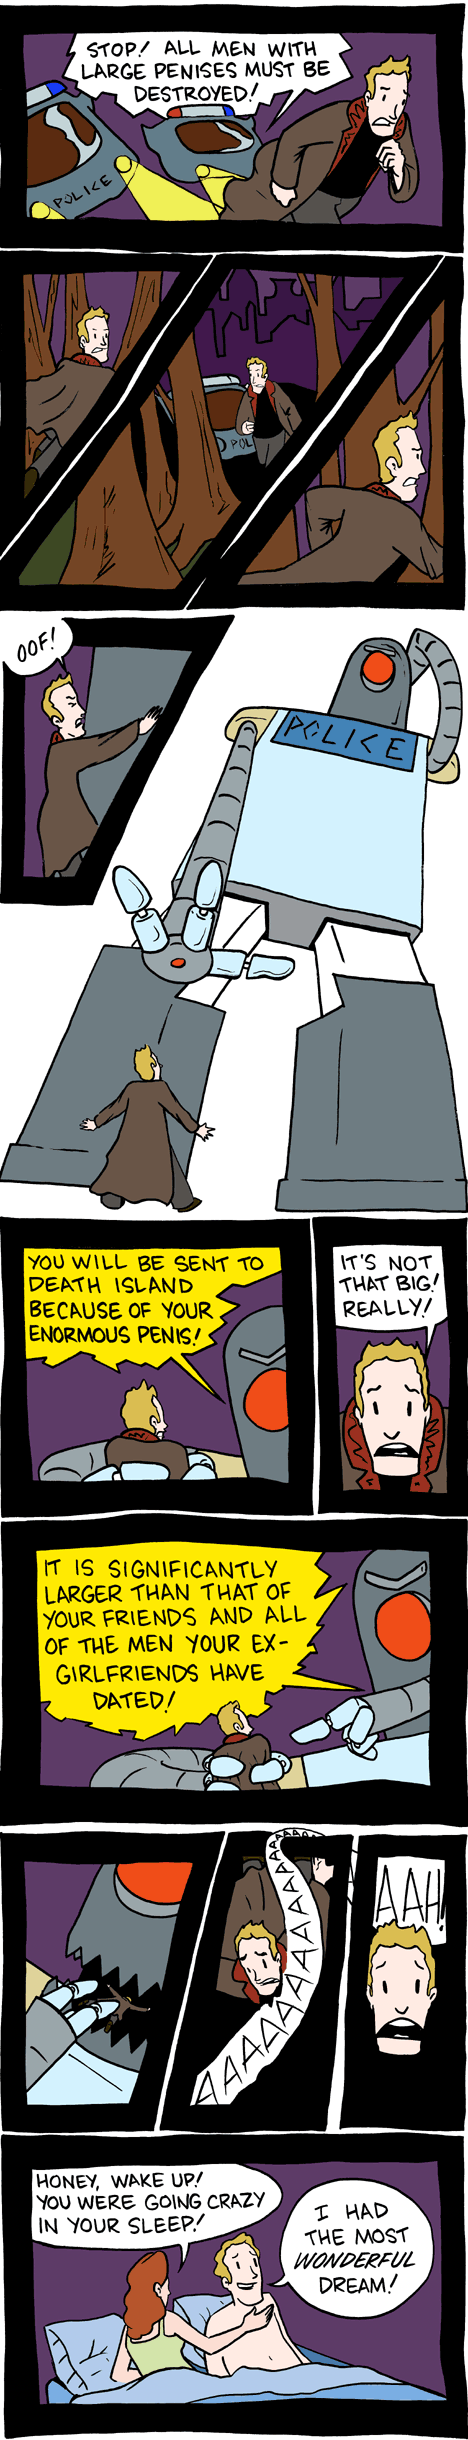 STOP! ALL MEN WITH
LARGE PENISES MUST BE
DESTROYED!
POLICE
POL
OOF!
POLICE
YOU WILL BE SENT TO
DEATH ISLAND
BECAUSE OF YOUR
ENORMOUS PENIS!
IT'S NOT
THAT BIG!
REALLY!
IT IS SIGNIFICANTLY
LARGER THAN THAT OF
YOUR FRIENDS AND ALL
OF THE MEN YOUR EX-
GIRLFRIENDS HAVE
DATED!
AAAAAAAAAAAAAAAAAAAA
AAH!
HONEY, WAKE UP!
YOU WERE GOING CRAZY
IN YOUR SLEEP!
I HAD
THE MOST
WONDERFUL
DREAM!